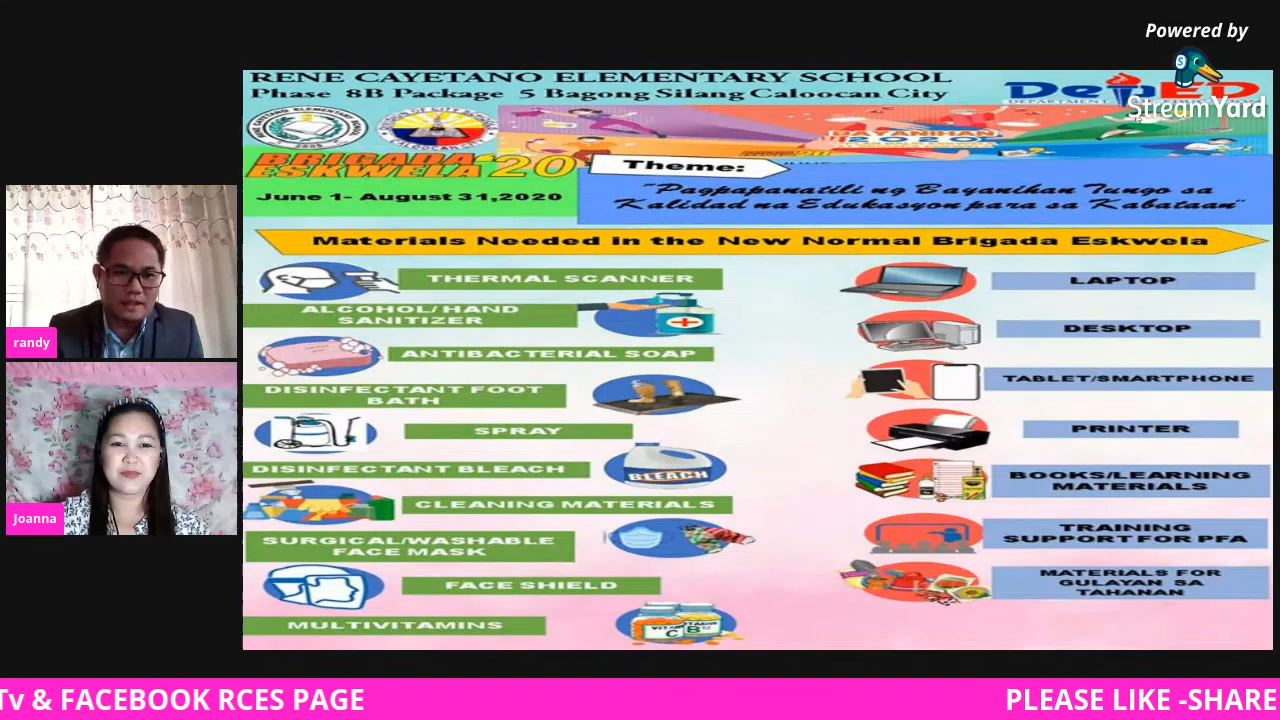 Powered by
StreamYard
RENE CAYETANO ELEMENTARY SCHOOL
Phase 8B Package 5 Bagong Silang Caloocan City
DepED
DEPARTMENT
BRIGADA
ESKWELA '20
June 1- August 31,2020
Theme:
"Pagpapanatili ng Bayanihan Tungo sa
Kalidad na Edukasyon para sa Kabataan"
Materials Needed in the New Normal Brigada Eskwela
THERMAL SCANNER
ALCOHOL/HAND
SANITIZER
ANTIBACTERIAL SOAP
DISINFECTANT FOOT
BATH
SPRAY
DISINFECTANT BLEACH
BLEACH
CLEANING MATERIALS
SURGICAL/WASHABLE
FACE MASK
FACE SHIELD
MULTIVITAMINS
LAPTOP
DESKTOP
TABLET/SMARTPHONE
PRINTER
BOOKS/LEARNING
MATERIALS
TRAINING
SUPPORT FOR PFA
MATERIALS FOR
GULAYAN SA
TAHANAN
randy
Joanna
Tv & FACEBOOK RCES PAGE
PLEASE LIKE -SHARE